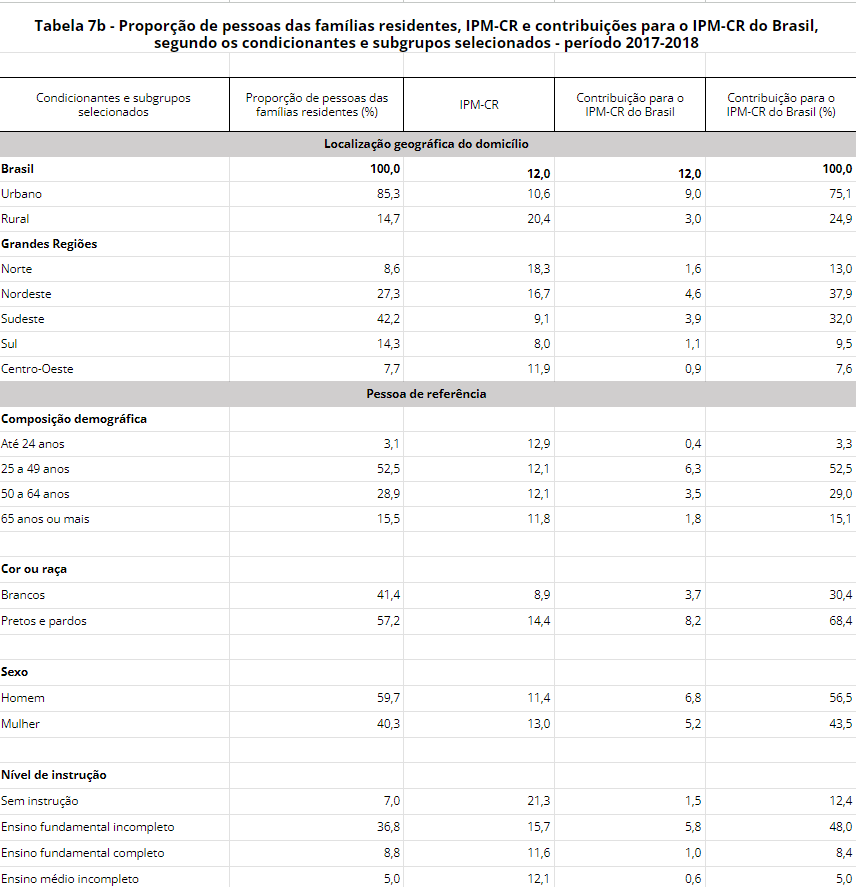 Tabela 7b - Proporção de pessoas das famílias residentes, IPM-CR e contribuições para o IPM-CR do Brasil,
segundo os condicionantes e subgrupos selecionados - período 2017-2018
Condicionantes e subgrupos selecionados Proporção de pessoas das famílias residentes (%) IPM-CR Contribuição para o IPM-CR do Brasil Contribuição para o IPM-CR do Brasil (%)
Localização geográfica do domicílio
Brasil 100,0 12,0 12,0 100,0
Urbano 85,3 10,6 9,0 75,1
Rural 14,7 20,4 3,0 24,9
Grandes Regiões
Norte 8,6 18,3 1,6 13,0
Nordeste 27,3 16,7 4,6 37,9
Sudeste 42,2 9,1 3,9 32,0
Sul 14,3 8,0 1,1 9,5
Centro-Oeste 7,7 11,9 0,9 7,6
Pessoa de referência
Composição demográfica
Até 24 anos 3,1 12,9 0,4 3,3
25 a 49 anos 52,5 12,1 6,3 52,5
50 a 64 anos 28,9 12,1 3,5 29,0
65 anos ou mais 15,5 11,8 1,8 15,1
Cor ou raça
Brancos 41,4 8,9 3,7 30,4
Pretos e pardos 57,2 14,4 8,2 68,4
Sexo
Homem 59,7 11,4 6,8 56,5
Mulher 40,3 13,0 5,2 43,5
Nível de instrução
Sem instrução 7,0 21,3 1,5 12,4
Ensino fundamental incompleto 36,8 15,7 5,8 48,0
Ensino fundamental completo 8,8 11,6 1,0 8,4
Ensino médio incompleto 5,0 12,1 0,6 5,0